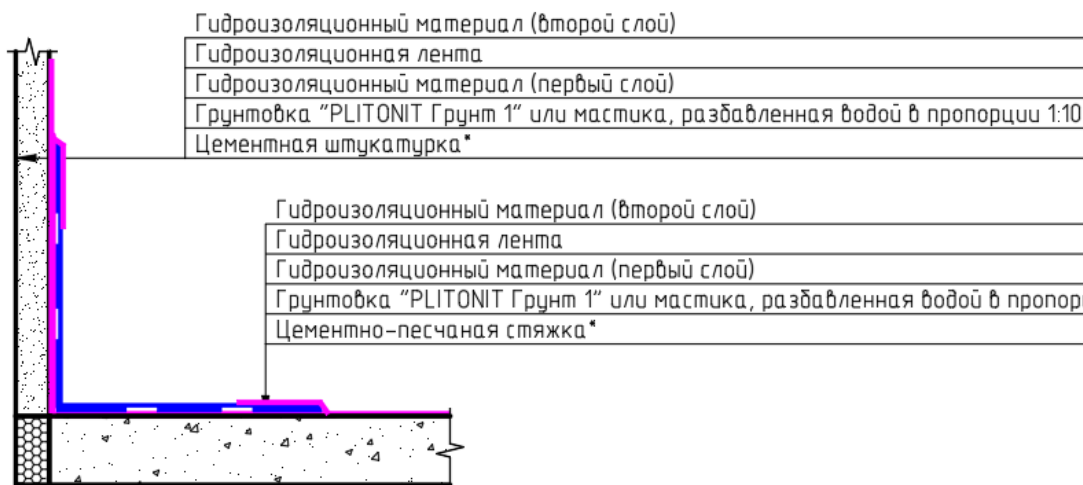 Гидроизоляционный материал (второй слой)
Гидроизоляционная лента
Гидроизоляционный материал (первый слой)
Грунтовка "PLITONIT Грунт 1" или мастика, разбавленная водой в пропорции 1:10
Цементная штукатурка*
Гидроизоляционный материал (второй слой)
Гидроизоляционная лента
Гидроизоляционный материал (первый слой)
Грунтовка "PLITONIT Грунт 1" или мастика, разбавленная водой в пропор
Цементно-песчаная стяжка*